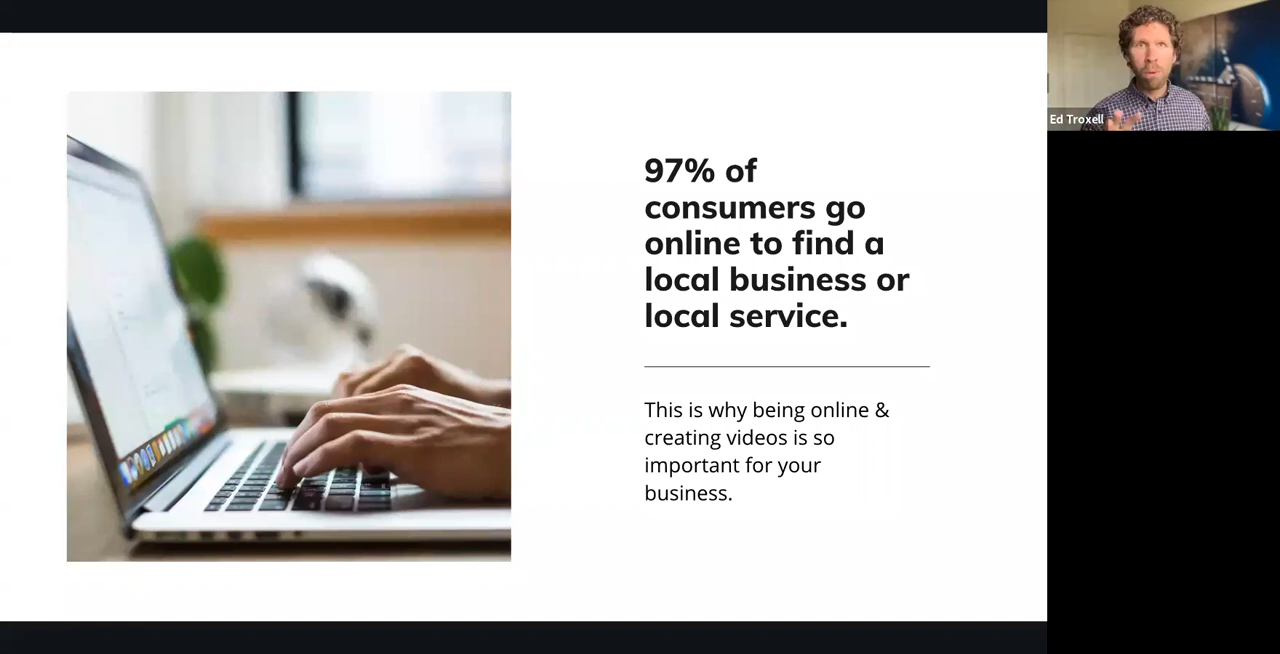 97% of
consumers go
online to find a
local business or
local service.
This is why being online &
creating videos is so
important for your
business.
Ed Troxell